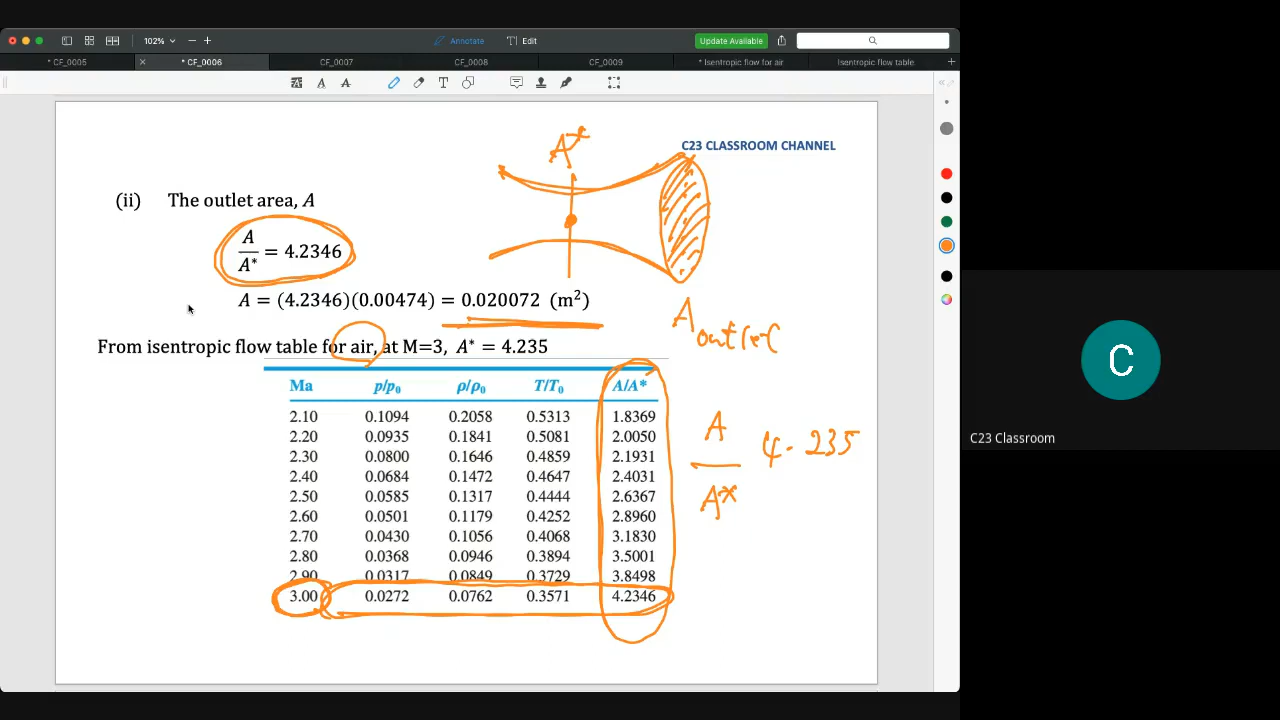 102%
Annotate
Edit
Update Available
* CF_0005
* CF_0006
CF_0007
CF_0008
CF_0009
* Isentropic flow for air
Isentropic flow table
C23 CLASSROOM CHANNEL
A*
(ii) The outlet area, A
A
A* = 4.2346
A = (4.2346)(0.00474) = 0.020072 (m²)
A outlet
From isentropic flow table for air, at M=3, A* = 4.235
Ma p/p₀ ρ/ρ₀ T/T₀ A/A*
2.10 0.1094 0.2058 0.5313 1.8369
2.20 0.0935 0.1841 0.5081 2.0050
2.30 0.0800 0.1646 0.4859 2.1931
2.40 0.0684 0.1472 0.4647 2.4031
2.50 0.0585 0.1317 0.4444 2.6367
2.60 0.0501 0.1179 0.4252 2.8960
2.70 0.0430 0.1056 0.4068 3.1830
2.80 0.0368 0.0946 0.3894 3.5001
2.90 0.0317 0.0849 0.3729 3.8498
3.00 0.0272 0.0762 0.3571 4.2346
A
A* 4.235
C
C23 Classroom